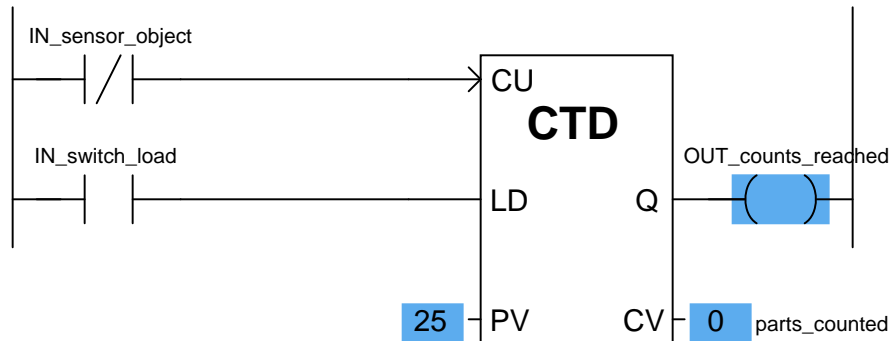 IN_sensor_object
CU
CTD
IN_switch_load
OUT_counts_reached
LD
Q
25
PV
CV
0
parts_counted